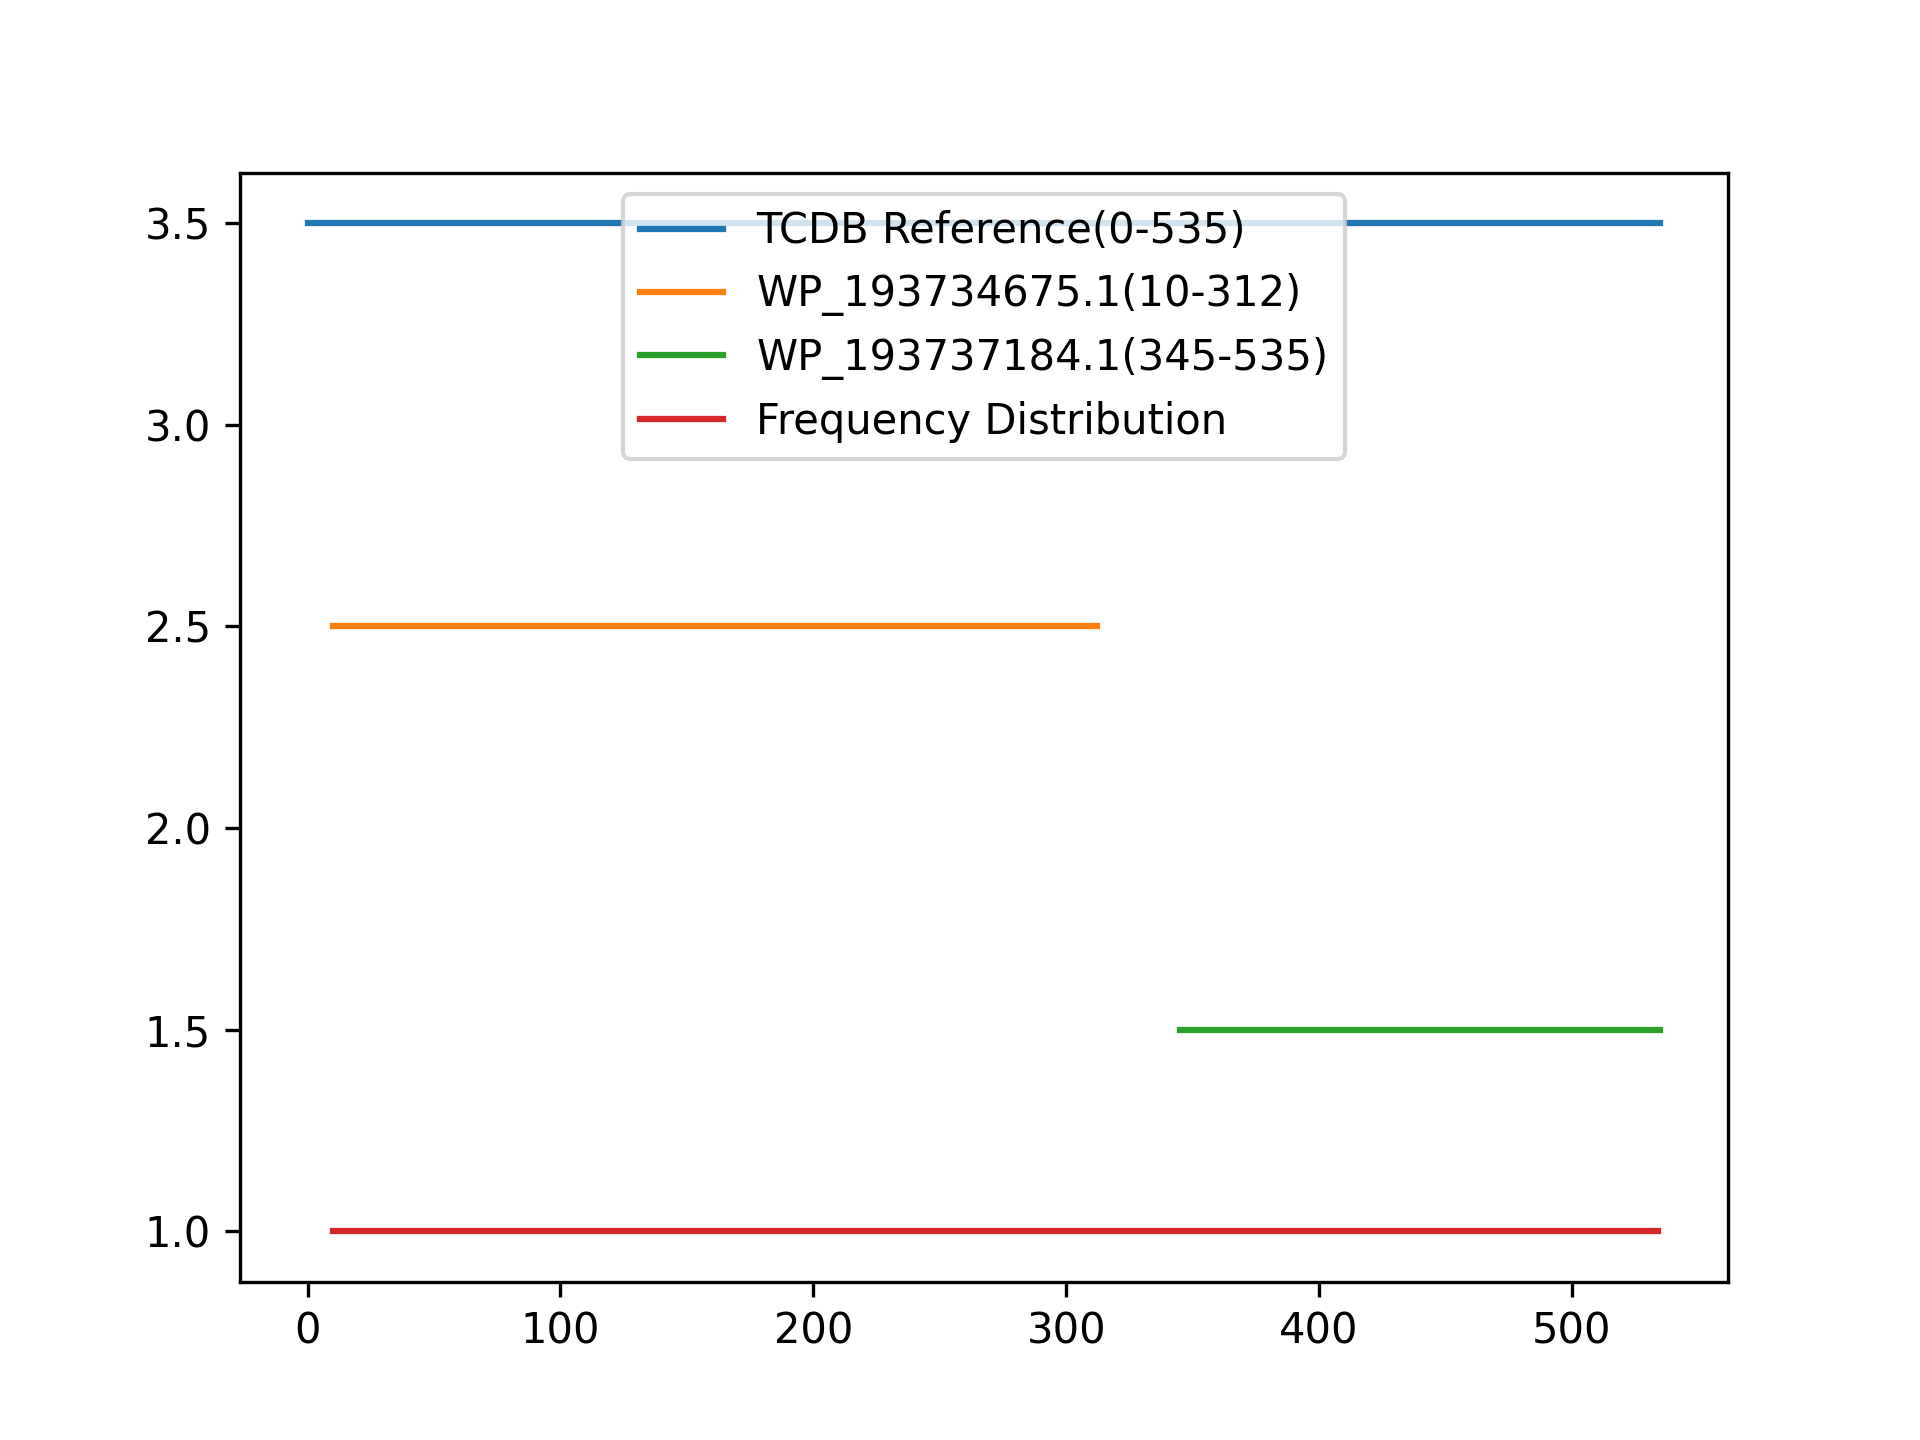 TCDB Reference(0-535)
WP_193734675.1(10-312)
WP_193737184.1(345-535)
Frequency Distribution
3.5
3.0
2.5
2.0
1.5
1.0
0 100 200 300 400 500